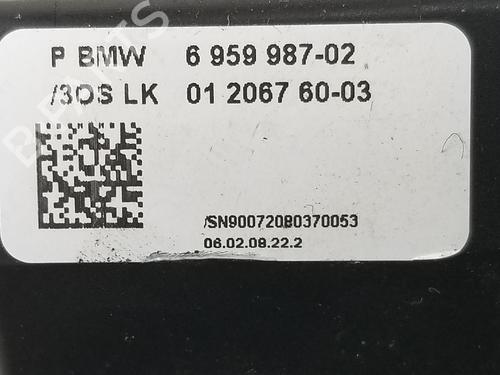 P BMW 6 959 987-02
/3OS LK 01 2067 60-03
/SN90072080370053
06.02.08.22.2